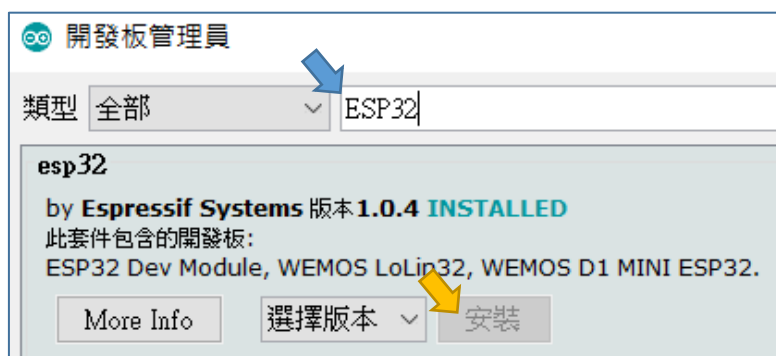 開發板管理員
類型 全部 ESP32
esp32
by Espressif Systems 版本1.0.4 INSTALLED
此套件包含的開發板:
ESP32 Dev Module, WEMOS LoLin32, WEMOS D1 MINI ESP32.
More Info 選擇版本 安裝